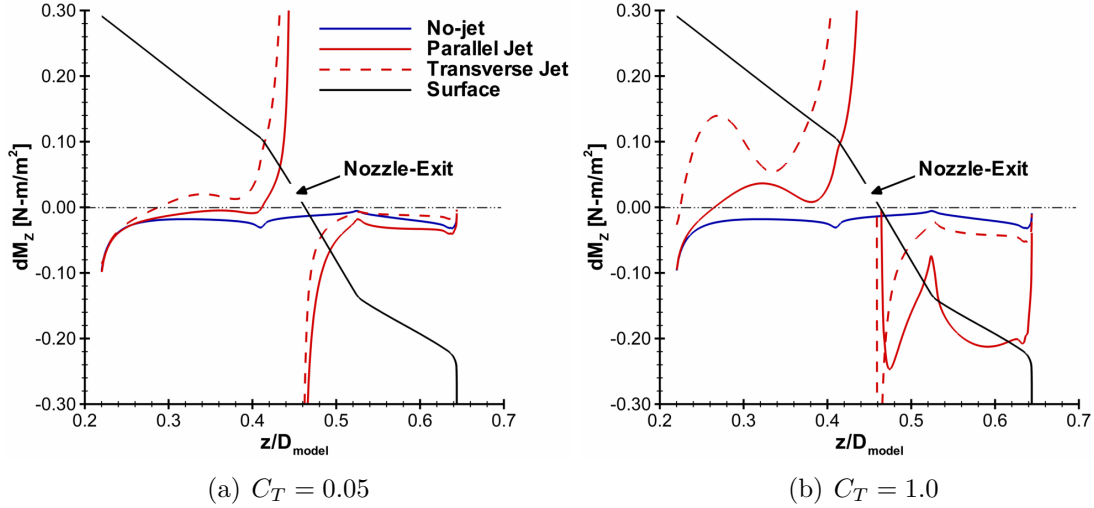 0.30
0.20
0.10
0.00
-0.10
-0.20
-0.30
dM_Z [N-m/m²]
No-jet
Parallel Jet
Transverse Jet
Surface
Nozzle-Exit
0.2 0.3 0.4 0.5 0.6 0.7
z/D_model
(a) C_T = 0.05
0.30
0.20
0.10
0.00
-0.10
-0.20
-0.30
dM_Z [N-m/m²]
Nozzle-Exit
0.2 0.3 0.4 0.5 0.6 0.7
z/D_model
(b) C_T = 1.0